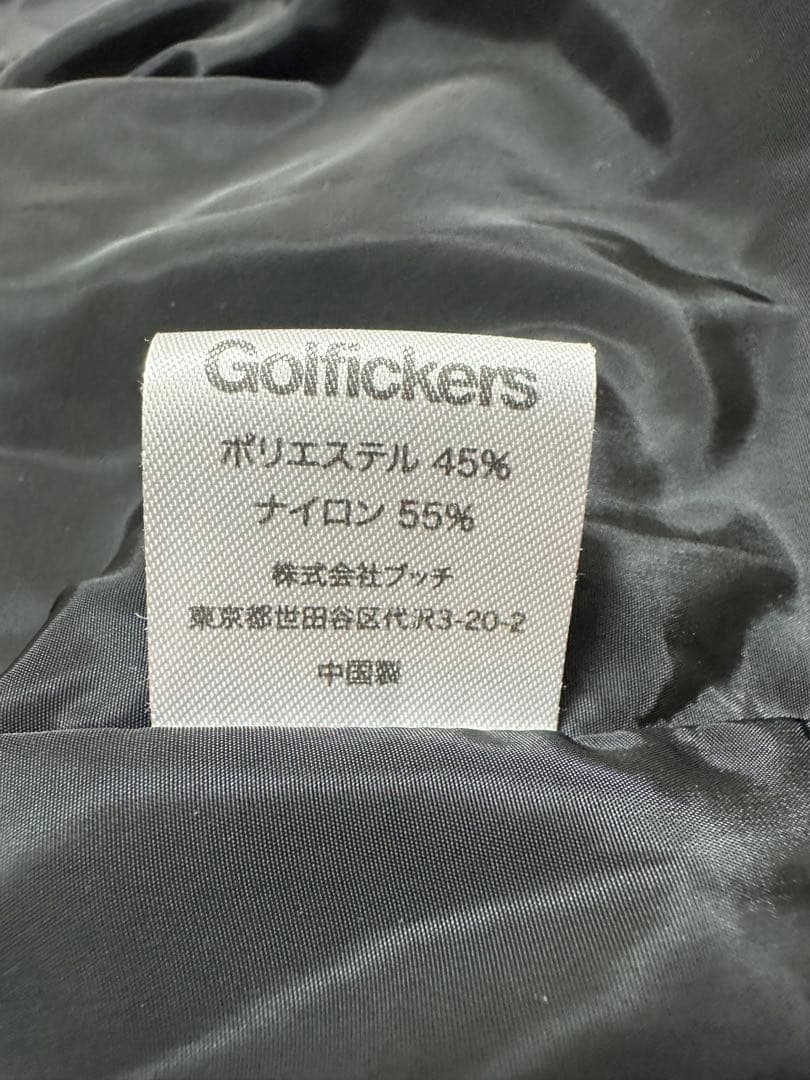 Golfickers
ポリエステル 45%
ナイロン 55%
株式会社ブッチ
東京都世田谷区代沢3-20-2
中国製